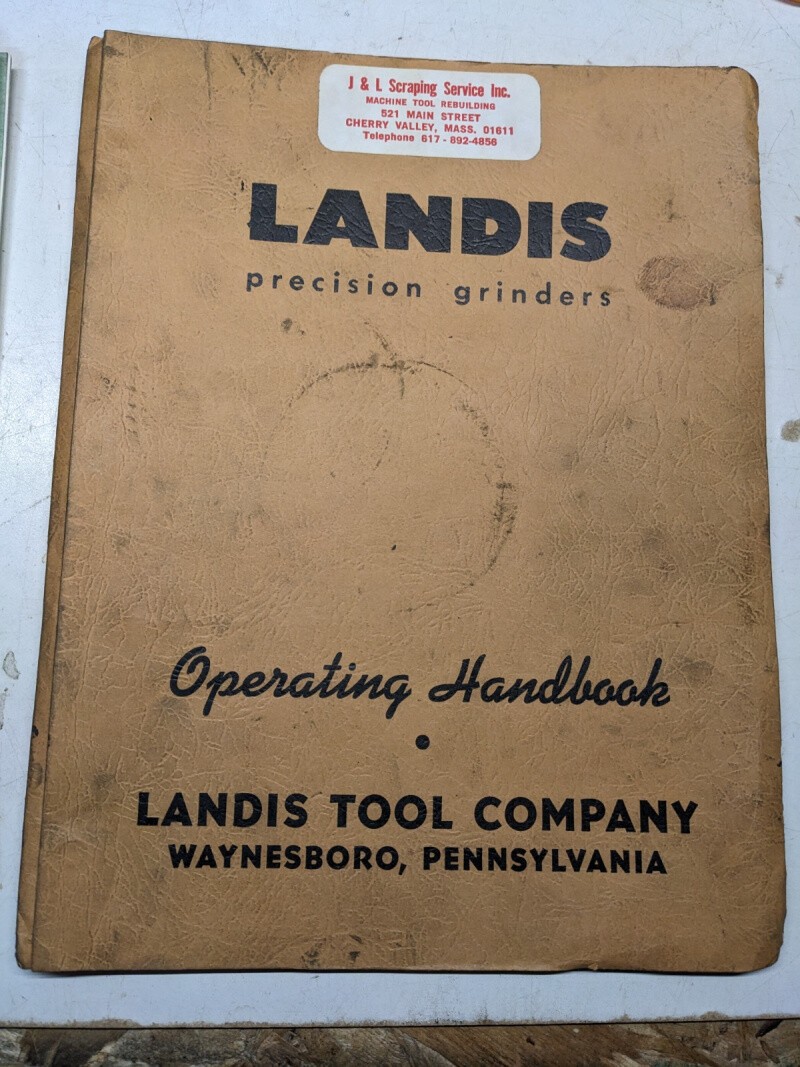 J & L Scraping Service Inc.
MACHINE TOOL REBUILDING
521 MAIN STREET
CHERRY VALLEY, MASS. 01611
Telephone 617-892-4856
LANDIS
precision grinders
Operating Handbook
•
LANDIS TOOL COMPANY
WAYNESBORO, PENNSYLVANIA